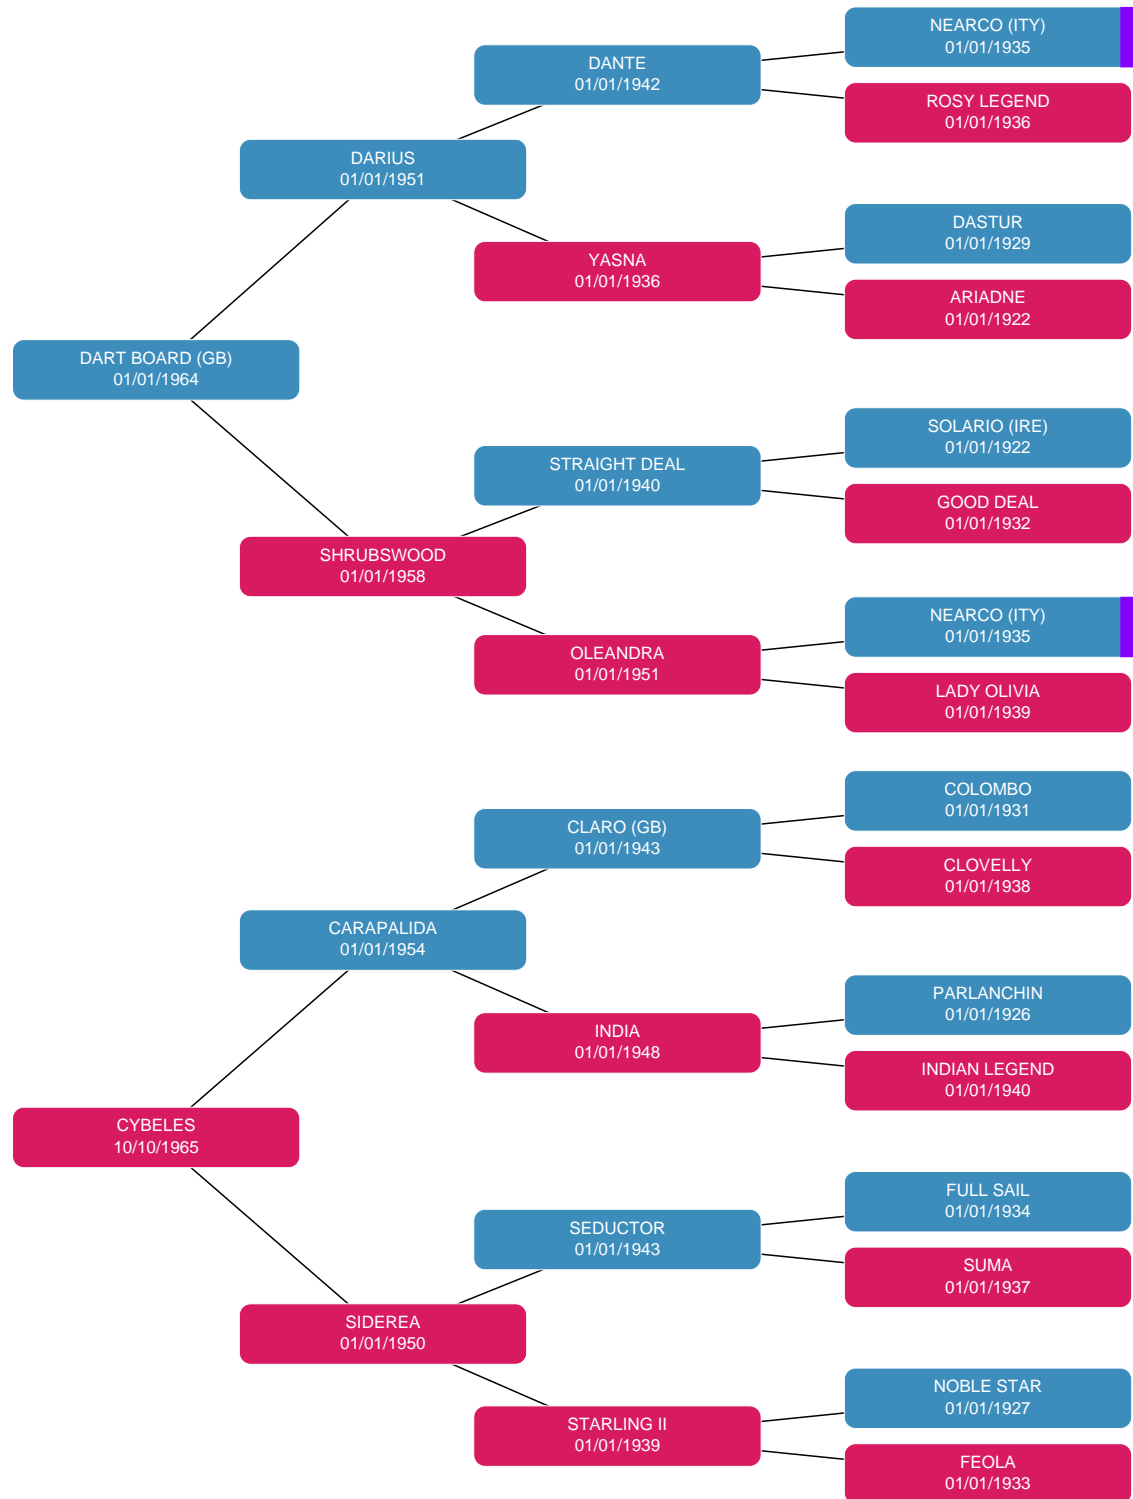 NEARCO (ITY)
01/01/1935
DANTE
01/01/1942
ROSY LEGEND
01/01/1936
DARIUS
01/01/1951
DASTUR
01/01/1929
YASNA
01/01/1936
ARIADNE
01/01/1922
DART BOARD (GB)
01/01/1964
SOLARIO (IRE)
01/01/1922
STRAIGHT DEAL
01/01/1940
GOOD DEAL
01/01/1932
SHRUBSWOOD
01/01/1958
NEARCO (ITY)
01/01/1935
OLEANDRA
01/01/1951
LADY OLIVIA
01/01/1939
COLOMBO
01/01/1931
CLARO (GB)
01/01/1943
CLOVELLY
01/01/1938
CARAPALIDA
01/01/1954
PARLANCHIN
01/01/1926
INDIA
01/01/1948
INDIAN LEGEND
01/01/1940
CYBELES
10/10/1965
FULL SAIL
01/01/1934
SEDUCTOR
01/01/1943
SUMA
01/01/1937
SIDEREA
01/01/1950
NOBLE STAR
01/01/1927
STARLING II
01/01/1939
FEOLA
01/01/1933